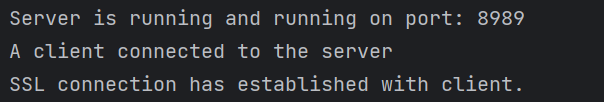 Server is running and running on port: 8989
A client connected to the server
SSL connection has established with client.